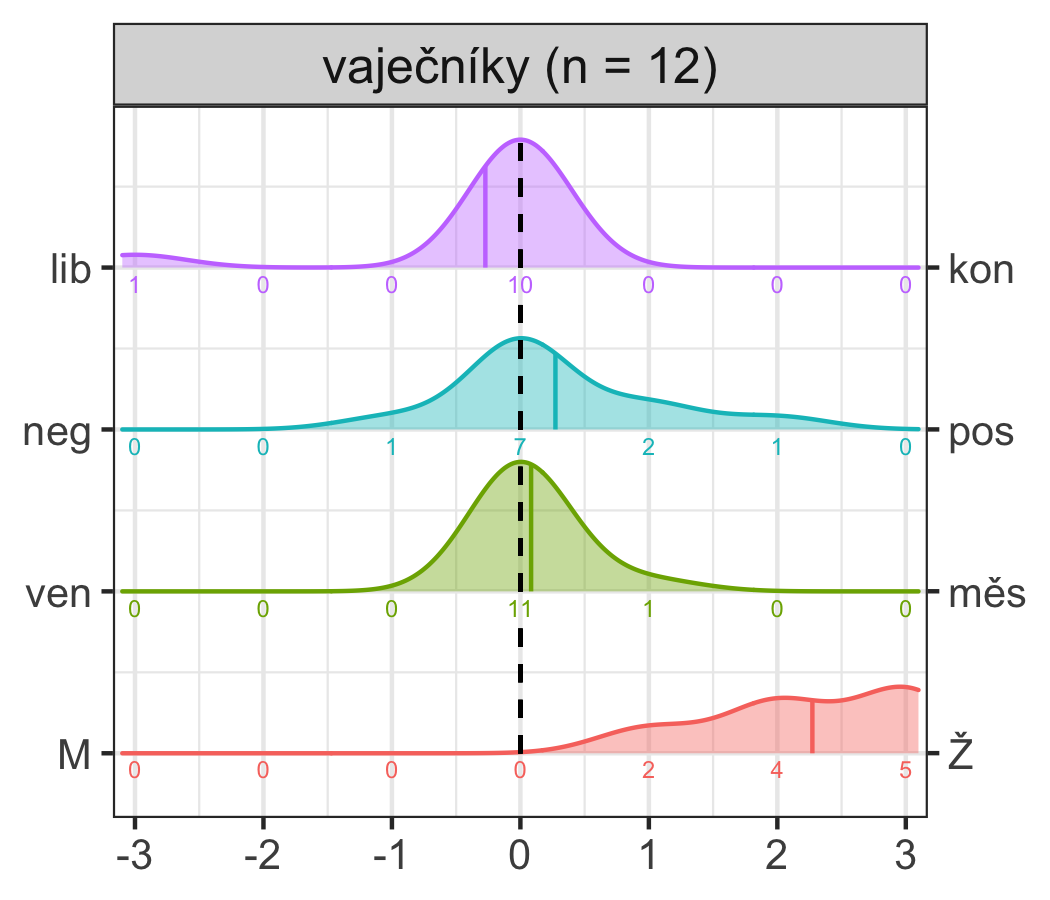 vaječníky (n = 12)
lib kon
1 0 0 10 0 0 0
neg pos
0 0 1 7 2 1 0
ven měs
0 0 0 11 1 0 0
M Ž
0 0 0 0 2 4 5
-3 -2 -1 0 1 2 3